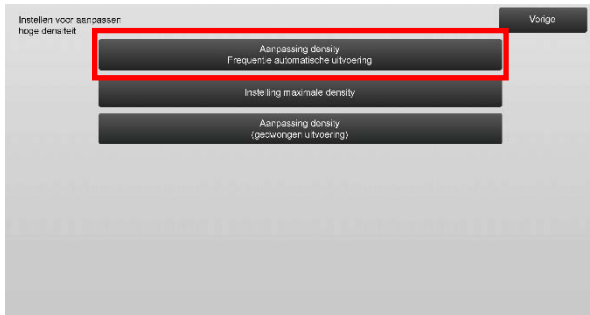 Instellen voor aanpassen
hoge densiteit
Vorige
Aanpassing density
Frequentie automatische uitvoering
Instelling maximale density
Aanpassing density
(gedwongen uitvoering)